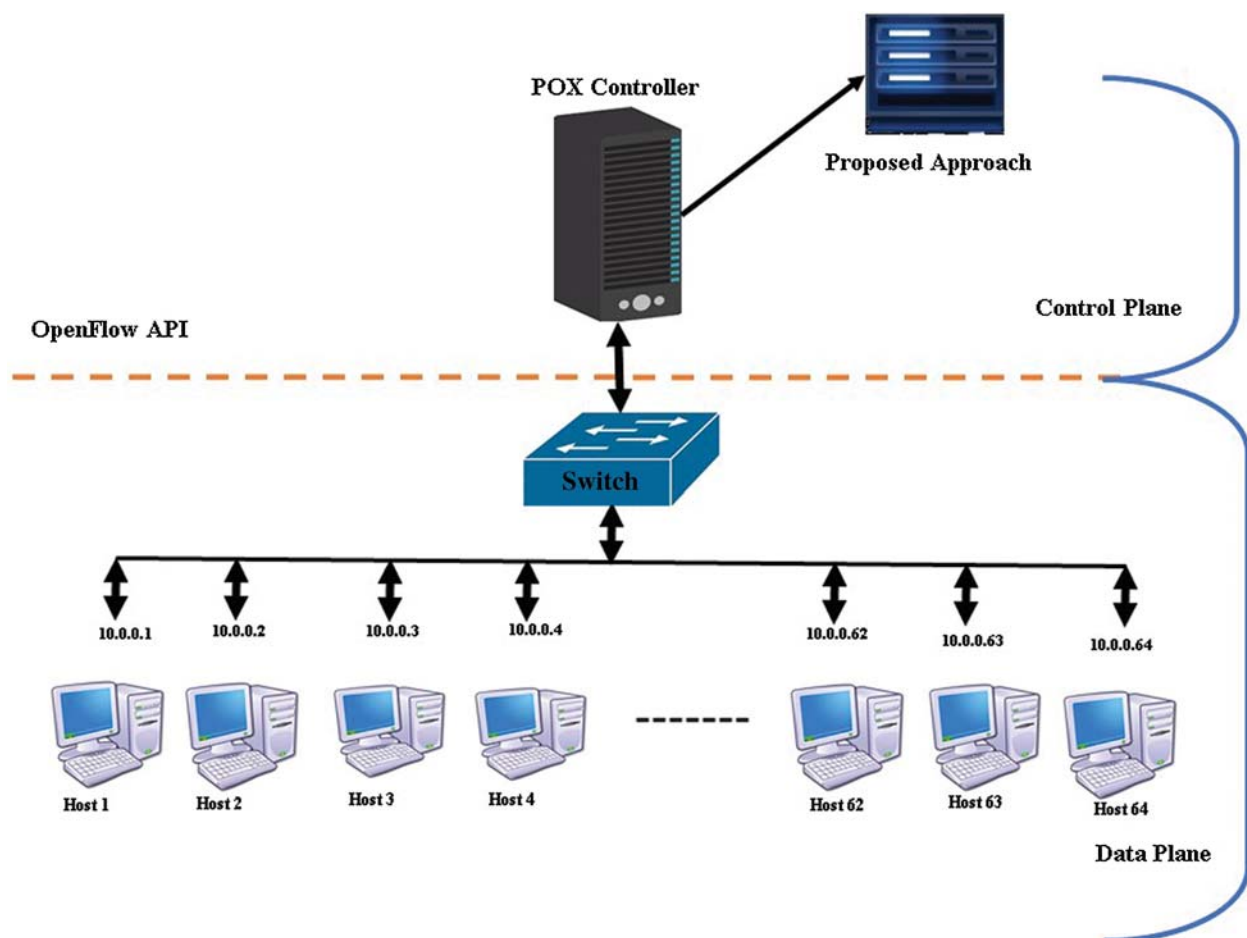 POX Controller
Proposed Approach
OpenFlow API
Control Plane
Switch
10.0.0.1
10.0.0.2
10.0.0.3
10.0.0.4
10.0.0.62
10.0.0.63
10.0.0.64
Host 1
Host 2
Host 3
Host 4
Host 62
Host 63
Host 64
Data Plane